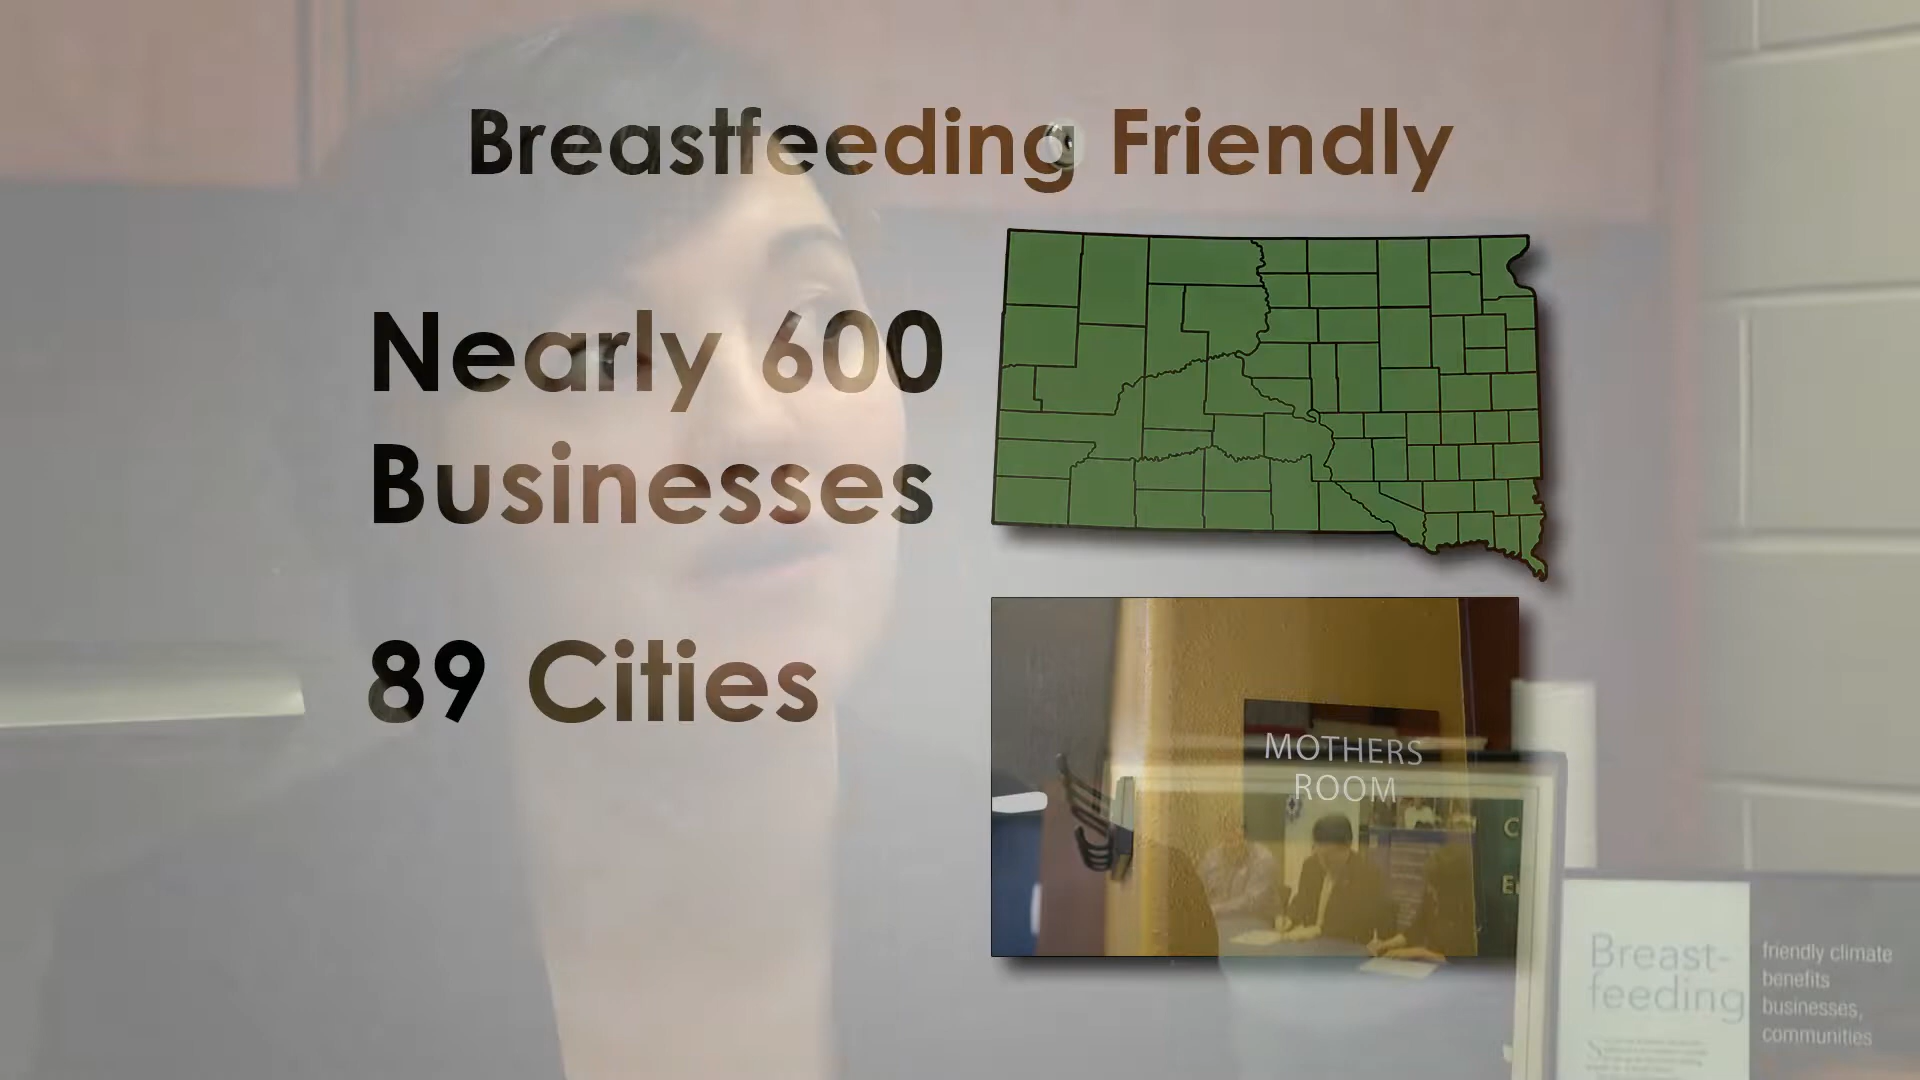 Breastfeeding Friendly
Nearly 600
Businesses
89 Cities
MOTHERS
ROOM
Breast-
feeding
friendly climate
benefits
businesses,
communities